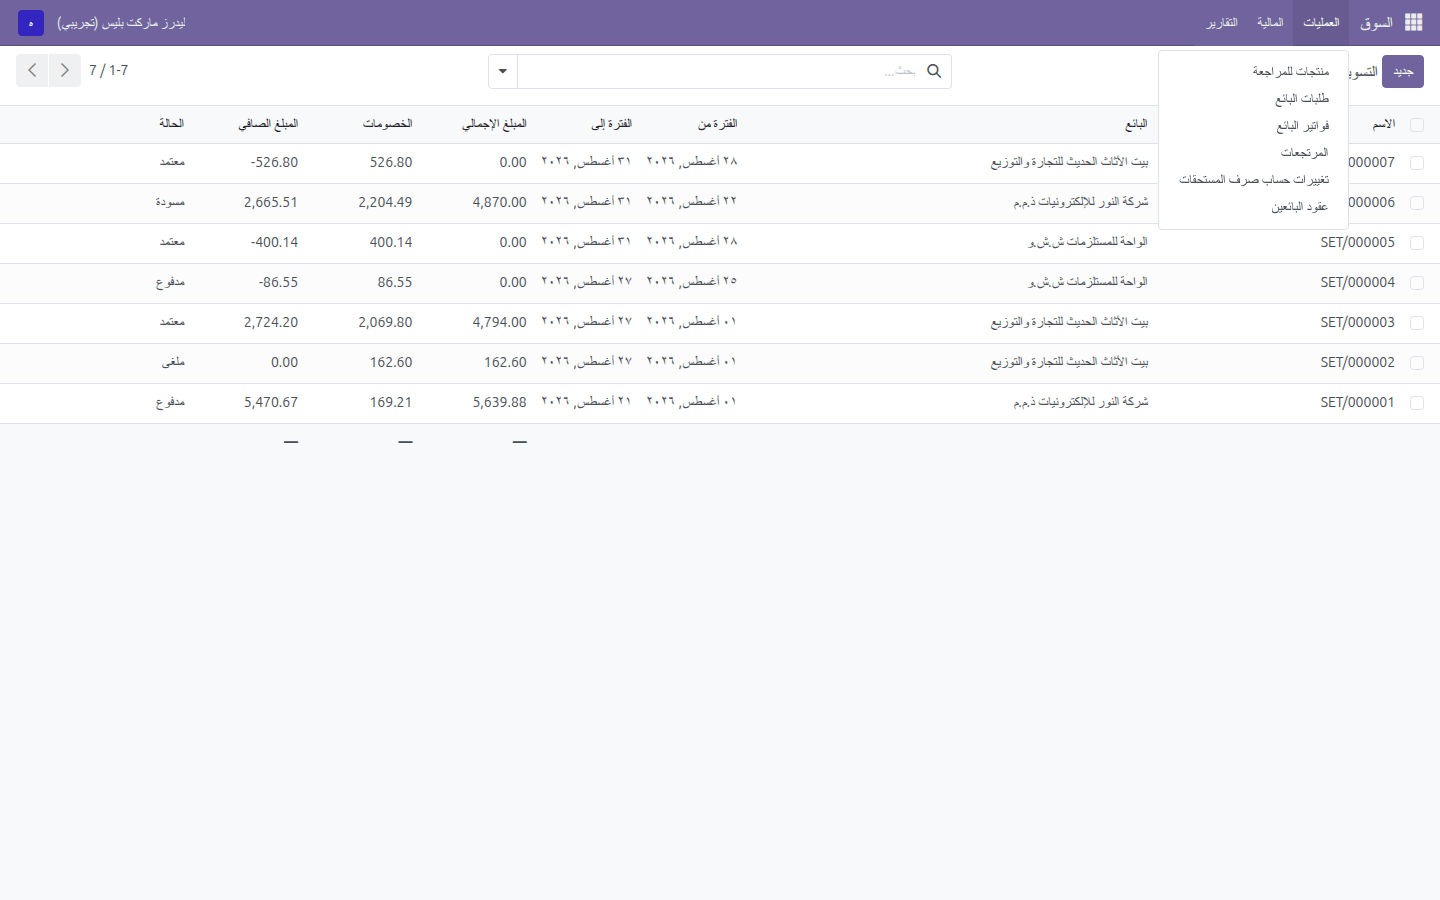 السوق العمليات المالية التقارير ليدرز ماركت بليس (تجريبي) ه
جديد بحث... 1-7 / 7
منتجات للمراجعة
طلبات البائع
فواتير البائع
المرتجعات
تغييرات حساب صرف المستحقات
عقود البائعين
الاسم البائع الفترة من الفترة إلى المبلغ الإجمالي الخصومات المبلغ الصافي الحالة
000007 بيت الأثاث الحديث للتجارة والتوزيع ٢٨ أغسطس, ٢٠٢٦ ٣١ أغسطس, ٢٠٢٦ 0.00 526.80 -526.80 معتمد
000006 شركة النور للإلكترونيات ذ.م.م ٢٢ أغسطس, ٢٠٢٦ ٣١ أغسطس, ٢٠٢٦ 4,870.00 2,204.49 2,665.51 مسودة
SET/000005 الواحة للمستلزمات ش.ش.و ٢٨ أغسطس, ٢٠٢٦ ٣١ أغسطس, ٢٠٢٦ 0.00 400.14 -400.14 معتمد
SET/000004 الواحة للمستلزمات ش.ش.و ٢٥ أغسطس, ٢٠٢٦ ٢٧ أغسطس, ٢٠٢٦ 0.00 86.55 -86.55 مدفوع
SET/000003 بيت الأثاث الحديث للتجارة والتوزيع ٠١ أغسطس, ٢٠٢٦ ٢٧ أغسطس, ٢٠٢٦ 4,794.00 2,069.80 2,724.20 معتمد
SET/000002 بيت الأثاث الحديث للتجارة والتوزيع ٠١ أغسطس, ٢٠٢٦ ٢٧ أغسطس, ٢٠٢٦ 162.60 162.60 0.00 ملغى
SET/000001 شركة النور للإلكترونيات ذ.م.م ٠١ أغسطس, ٢٠٢٦ ٢١ أغسطس, ٢٠٢٦ 5,639.88 169.21 5,470.67 مدفوع
— — —